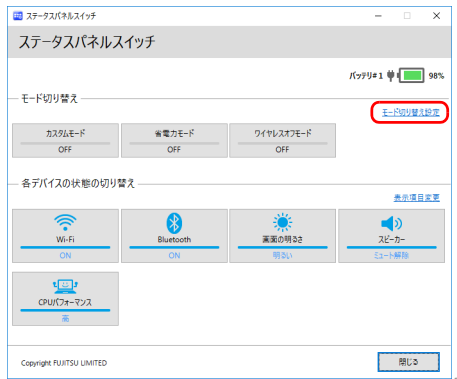 ステータスパネルスイッチ
ステータスパネルスイッチ
バッテリ#1 98%
モード切り替え
モード切り替え設定
カスタムモード 省電力モード ワイヤレスオフモード
OFF OFF OFF
各デバイスの状態の切り替え
表示項目変更
Wi-Fi Bluetooth 画面の明るさ スピーカー
ON ON 明るい ミュート解除
CPUパフォーマンス
高
Copyright FUJITSU LIMITED 閉じる